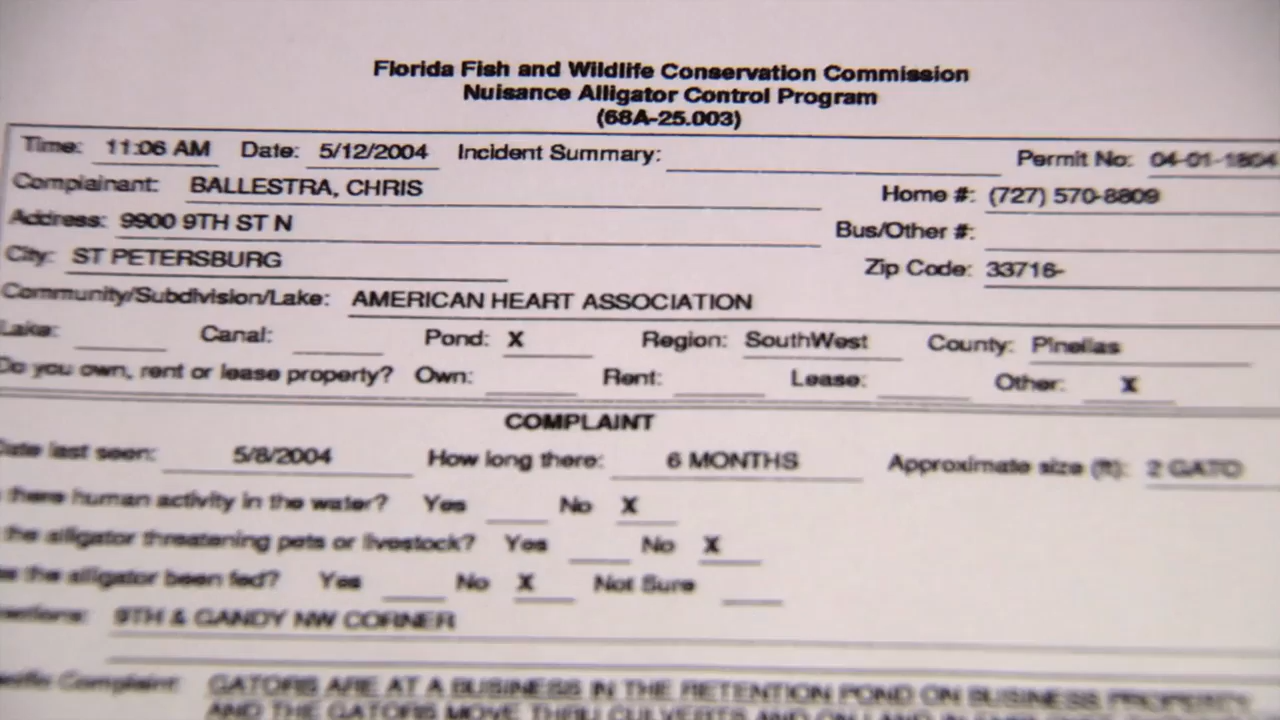 Florida Fish and Wildlife Conservation Commission
Nuisance Alligator Control Program
(68A-25.003)
Time: 11:06 AM Date: 5/12/2004 Incident Summary: Permit No: 04-01-1804
Complainant: BALLESTRA, CHRIS Home #: (727) 570-8809
Address: 9900 9TH ST N Bus/Other #:
City: ST PETERSBURG Zip Code: 33716-
Community/Subdivision/Lake: AMERICAN HEART ASSOCIATION
Lake: Canal: Pond: X Region: SouthWest County: Pinellas
Do you own, rent or lease property? Own: Rent: Lease: Other: X
COMPLAINT
Date last seen: 5/8/2004 How long there: 6 MONTHS Approximate size (ft): 2 GATO
there human activity in the water? Yes No X
the alligator threatening pets or livestock? Yes No X
the alligator been fed? Yes No X Not Sure
9TH & GANDY NW CORNER
Complaint: GATORS ARE AT A BUSINESS IN THE RETENTION POND ON BUSINESS PROPERTY
AND THE GATORS MOVE THRU CULVERTS AND ON LAND